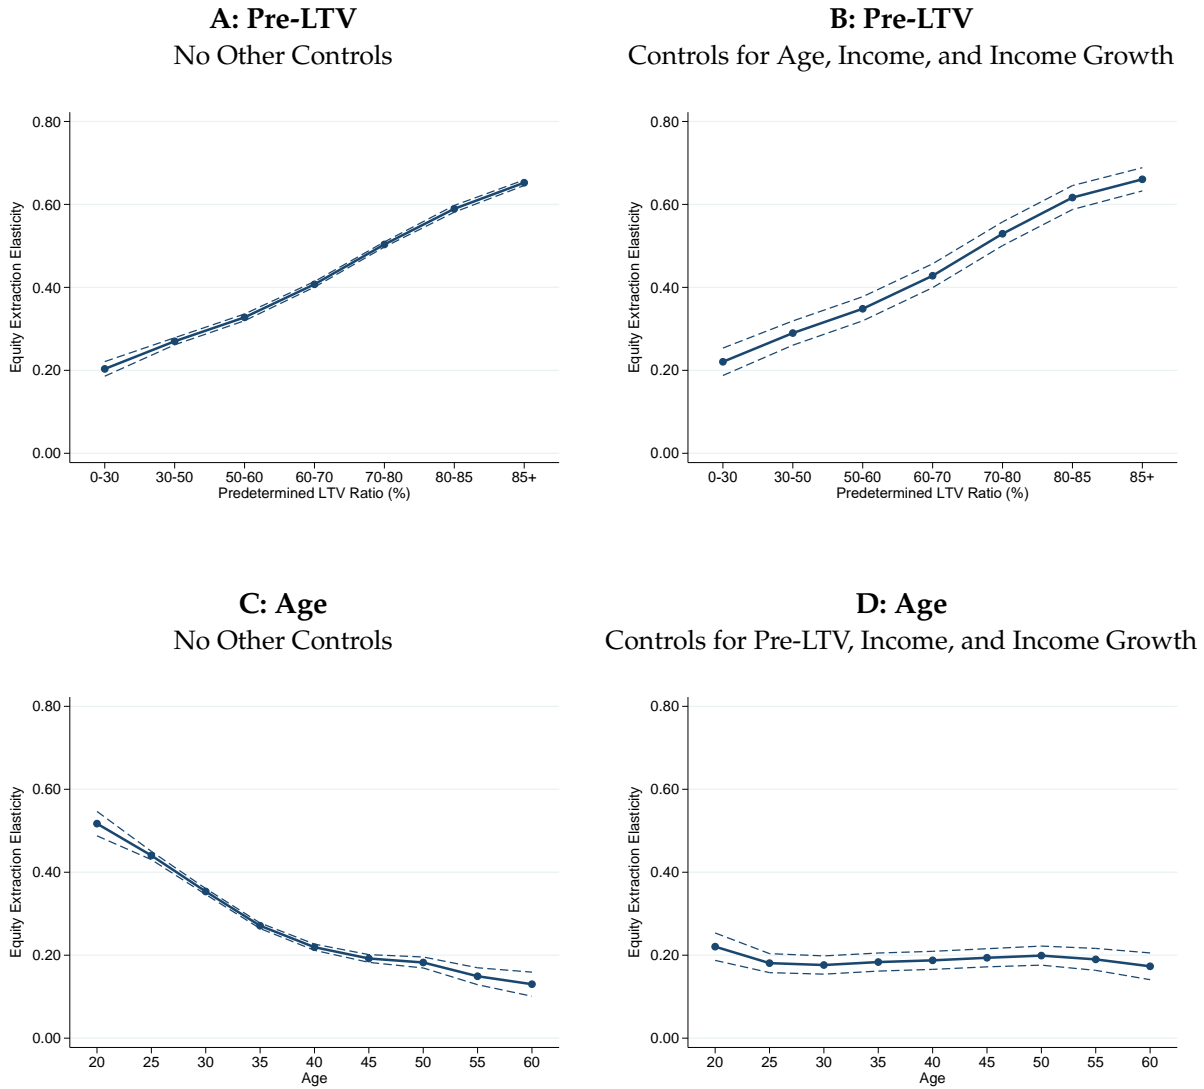 A: Pre-LTV
No Other Controls
Equity Extraction Elasticity
0.80
0.60
0.40
0.20
0.00
0-30 30-50 50-60 60-70 70-80 80-85 85+
Predetermined LTV Ratio (%)
B: Pre-LTV
Controls for Age, Income, and Income Growth
Equity Extraction Elasticity
0.80
0.60
0.40
0.20
0.00
0-30 30-50 50-60 60-70 70-80 80-85 85+
Predetermined LTV Ratio (%)
C: Age
No Other Controls
Equity Extraction Elasticity
0.80
0.60
0.40
0.20
0.00
20 25 30 35 40 45 50 55 60
Age
D: Age
Controls for Pre-LTV, Income, and Income Growth
Equity Extraction Elasticity
0.80
0.60
0.40
0.20
0.00
20 25 30 35 40 45 50 55 60
Age